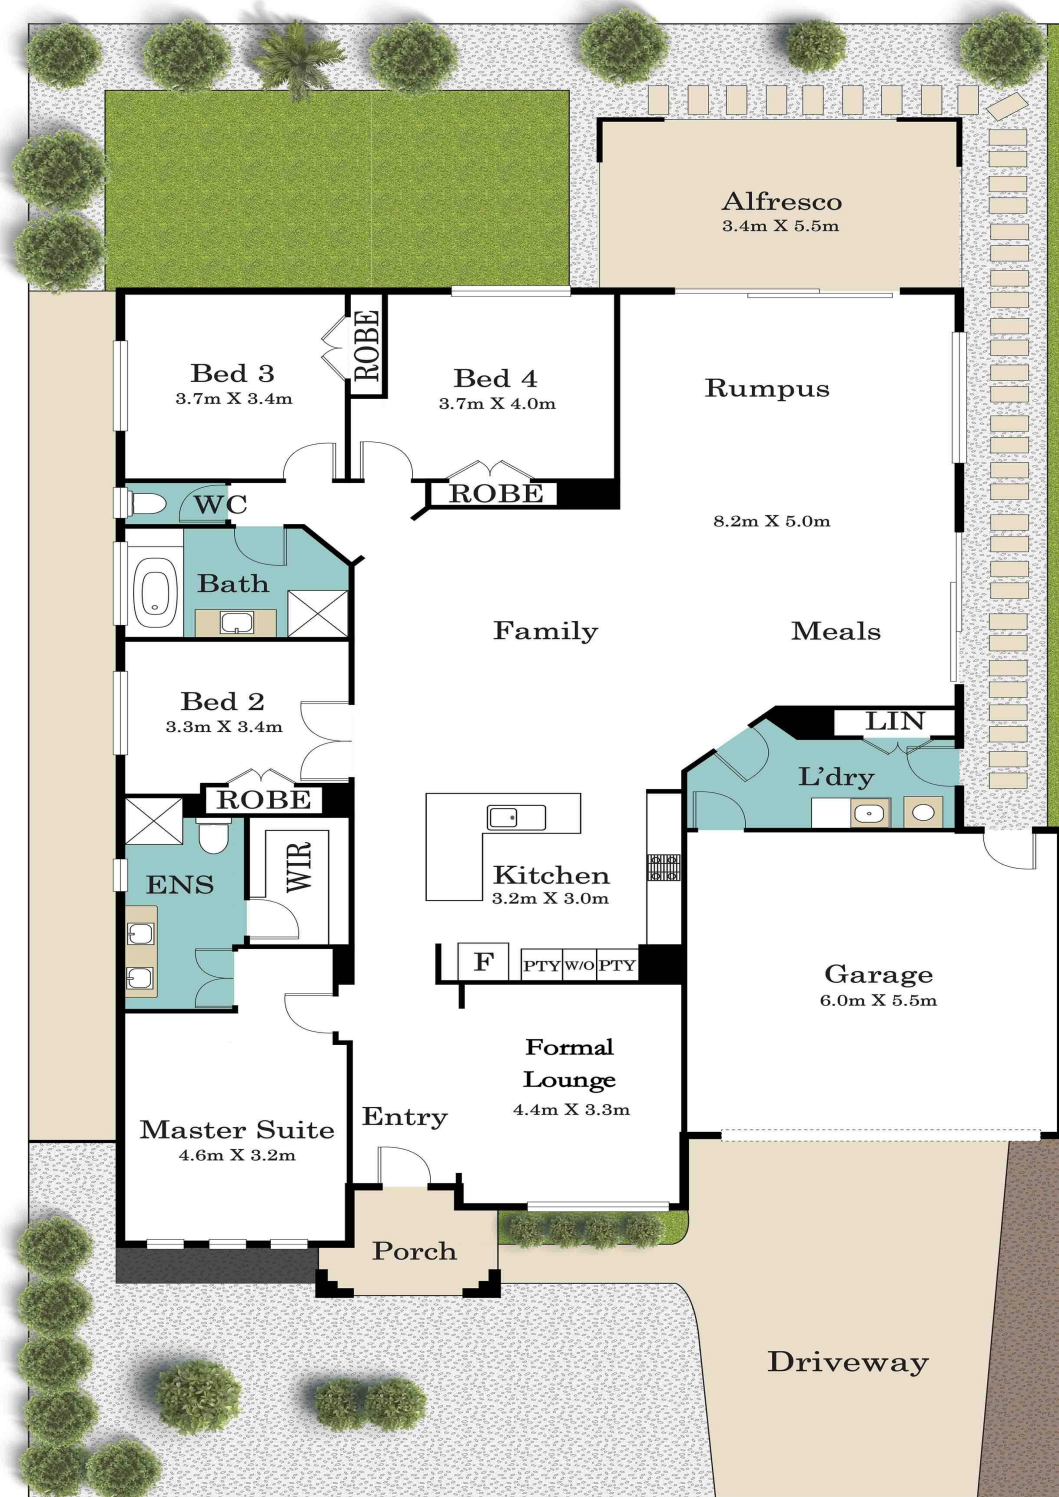 Alfresco
3.4m X 5.5m
Bed 3
3.7m X 3.4m
ROBE
Bed 4
3.7m X 4.0m
Rumpus
ROBE
WC
8.2m X 5.0m
Bath
Family
Meals
Bed 2
3.3m X 3.4m
LIN
L'dry
ROBE
WIR
ENS
Kitchen
3.2m X 3.0m
F
PTY
W/O
PTY
Garage
6.0m X 5.5m
Formal
Lounge
4.4m X 3.3m
Entry
Master Suite
4.6m X 3.2m
Porch
Driveway